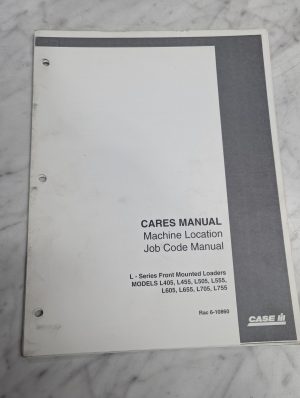 CARES MANUAL
Machine Location
Job Code Manual
L - Series Front Mounted Loaders
MODELS L405, L455, L505, L555,
L605, L655, L705, L755
Rac 6-10860
CASE IH